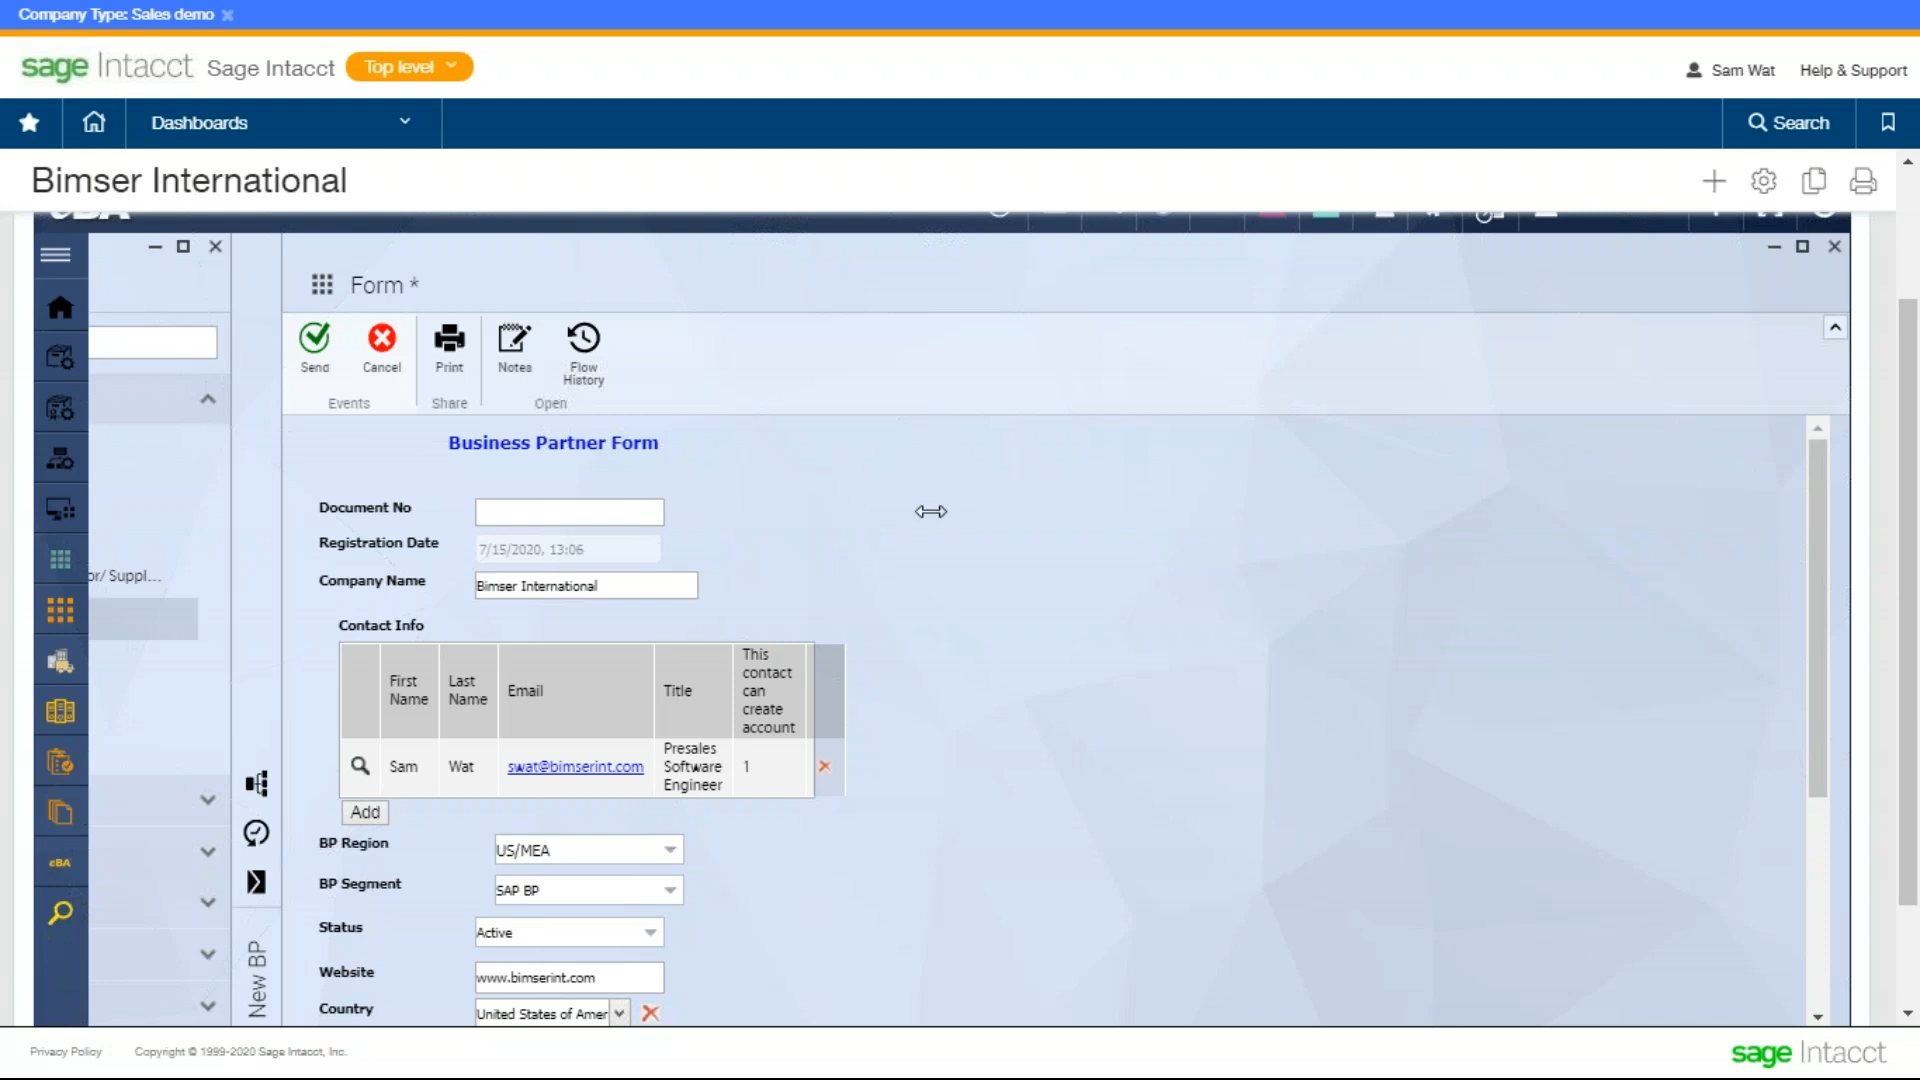 Company Type: Sales demo
sage Intacct Sage Intacct Top level
Sam Wat Help & Support
Dashboards
Search
Bimser International
eBA
Form *
Send Cancel Print Notes Flow History
Events Share Open
Business Partner Form
Document No
Registration Date 7/15/2020, 13:06
Company Name Bimser International
or/ Suppl...
Contact Info
First Name Last Name Email Title This contact can create account
Sam Wat swat@bimserint.com Presales Software Engineer 1
Add
BP Region US/MEA
eBA
BP Segment SAP BP
Status Active
New BP
Website www.bimserint.com
Country United States of Amer
Privacy Policy Copyright © 1999-2020 Sage Intacct, Inc.
sage Intacct